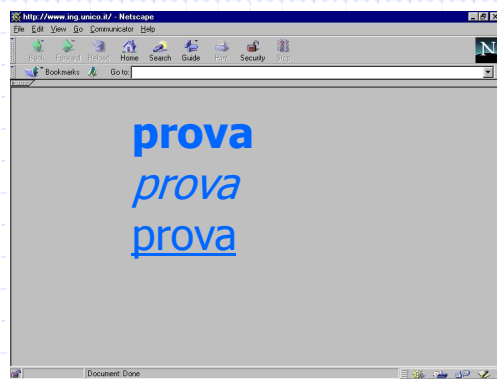 http://www.ing.unico.it/ - Netscape
File Edit View Go Communicator Help
Back Forward Reload Home Search Guide Print Security Stop
N
Bookmarks Go to:
prova
prova
prova
Document: Done